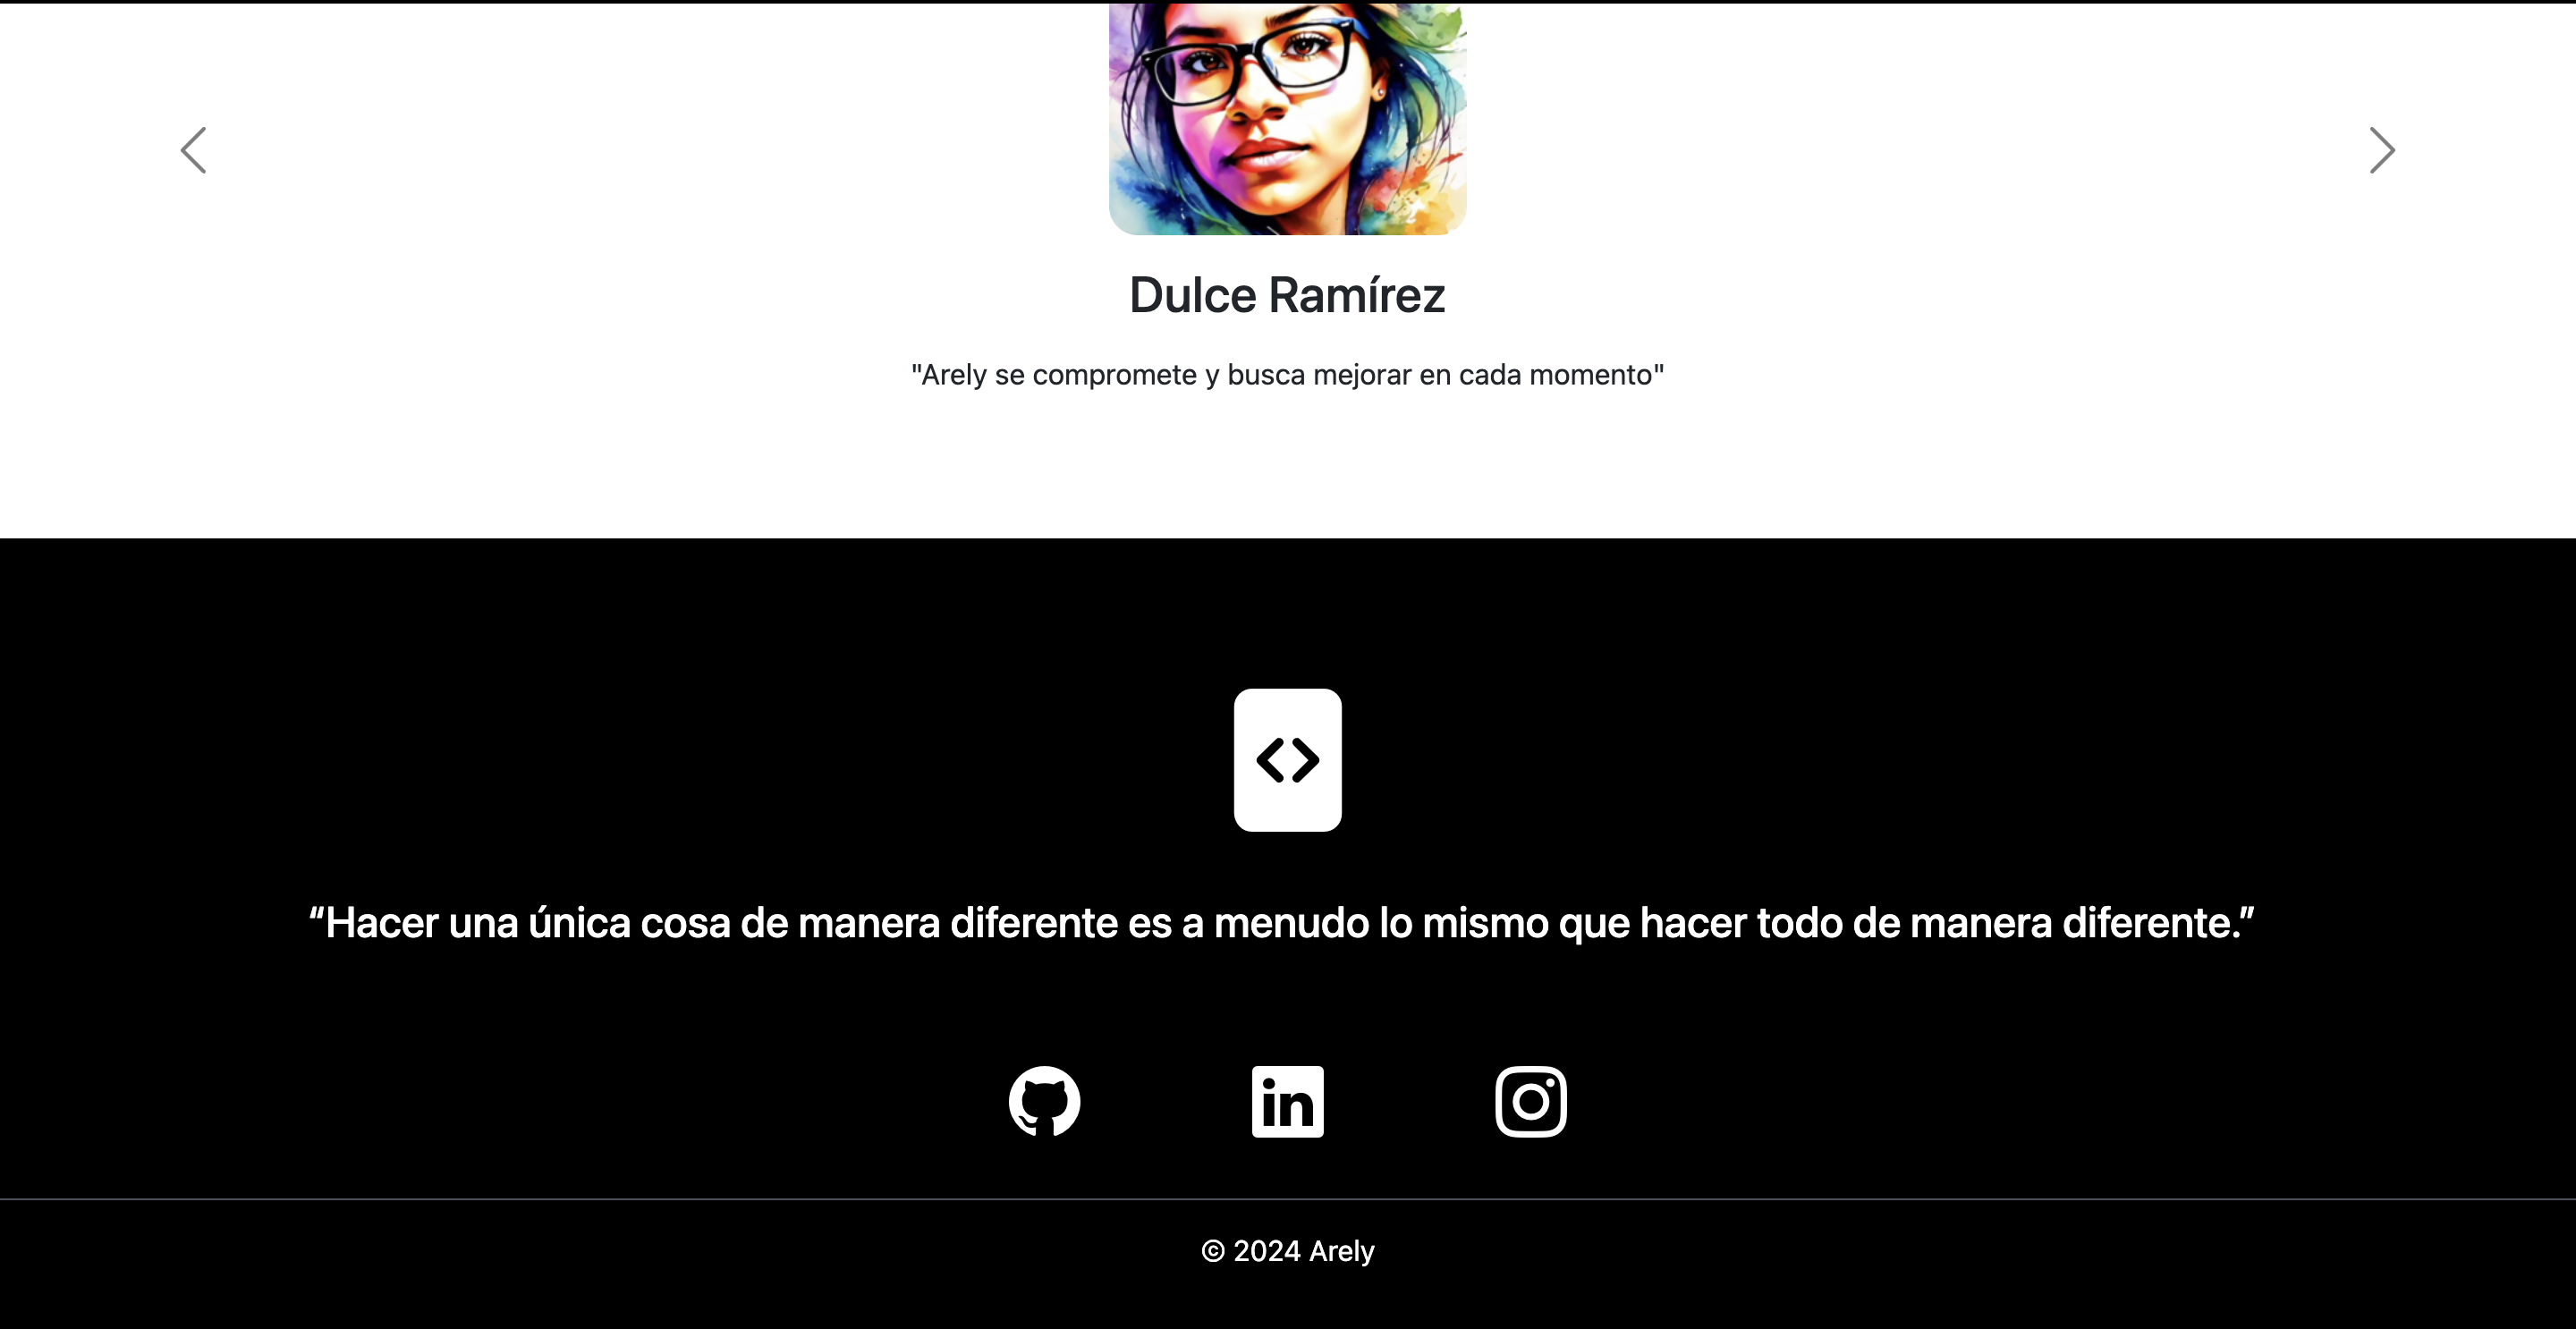 Dulce Ramírez
"Arely se compromete y busca mejorar en cada momento"
“Hacer una única cosa de manera diferente es a menudo lo mismo que hacer todo de manera diferente.”
© 2024 Arely